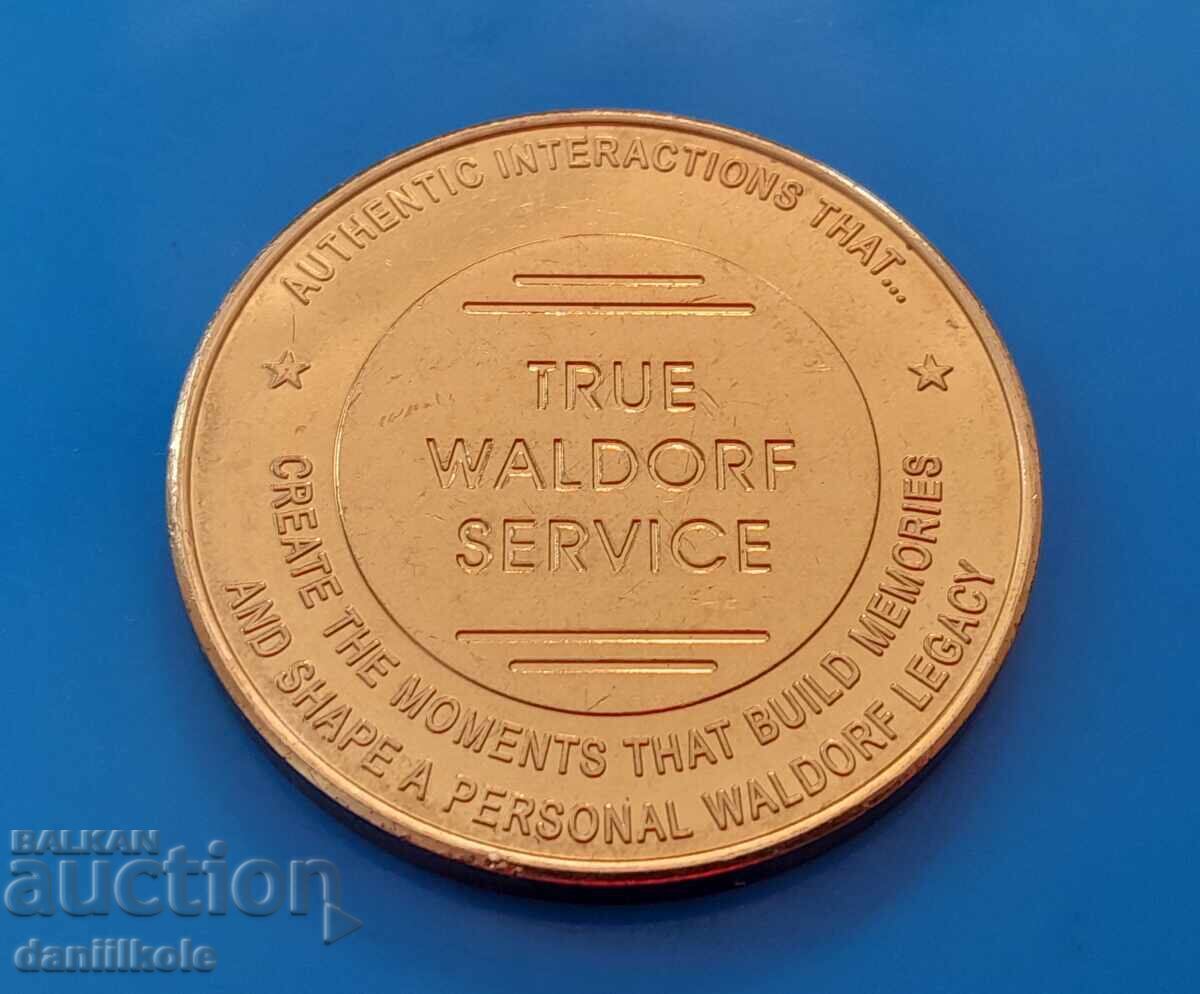 AUTHENTIC INTERACTIONS THAT...
TRUE
WALDORF
SERVICE
CREATE THE MOMENTS THAT BUILD MEMORIES
AND SHAPE A PERSONAL WALDORF LEGACY
BALKAN
auction
daniilkole